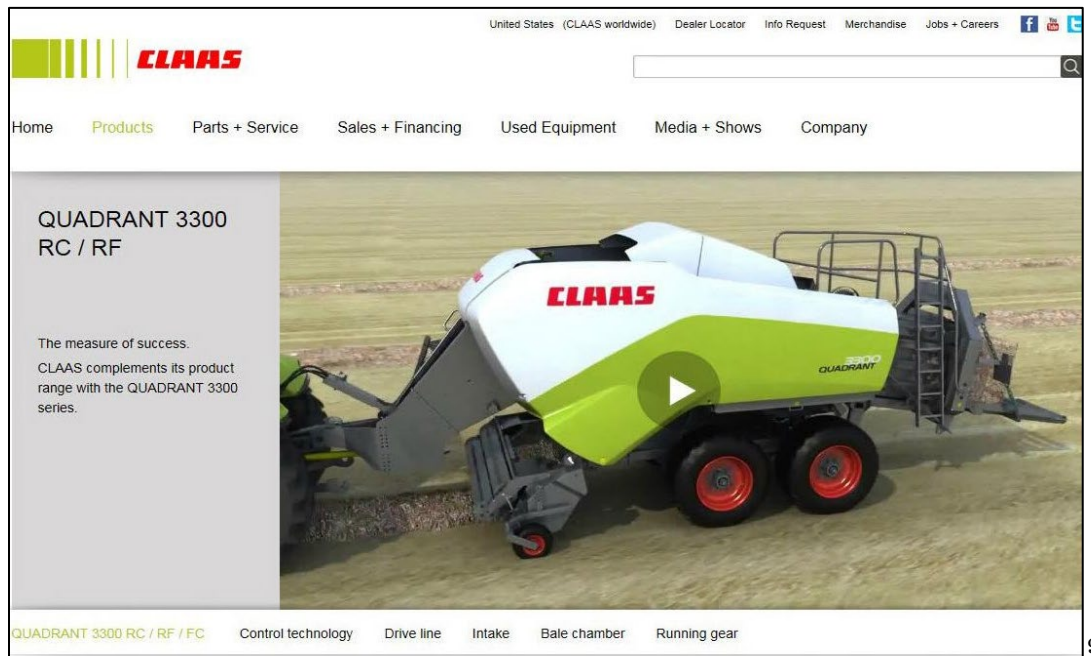 United States (CLAAS worldwide) Dealer Locator Info Request Merchandise Jobs + Careers
CLAAS
Home Products Parts + Service Sales + Financing Used Equipment Media + Shows Company
QUADRANT 3300
RC / RF
The measure of success.
CLAAS complements its product
range with the QUADRANT 3300
series.
CLAAS
3300
QUADRANT
QUADRANT 3300 RC / RF / FC Control technology Drive line Intake Bale chamber Running gear